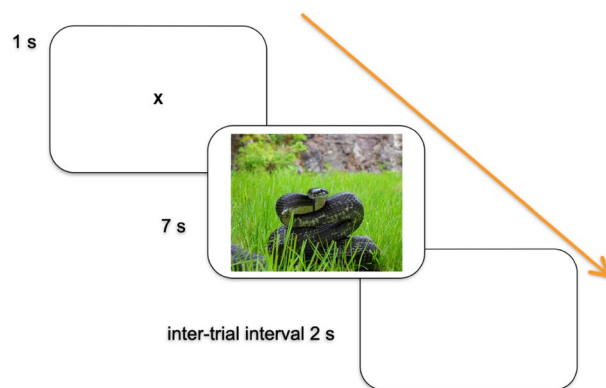 1 s
x
7 s
inter-trial interval 2 s